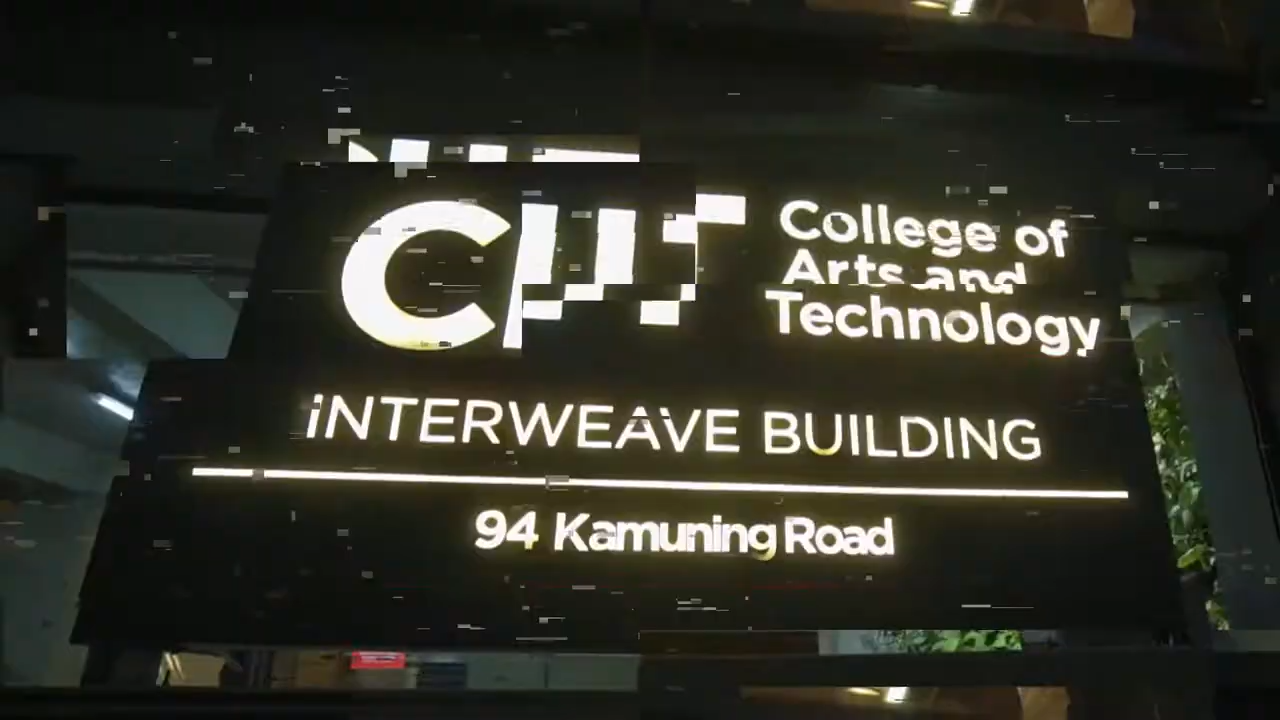 College of
Arts and
Technology
iNTERWEAVE BUILDING
94 Kamuning Road